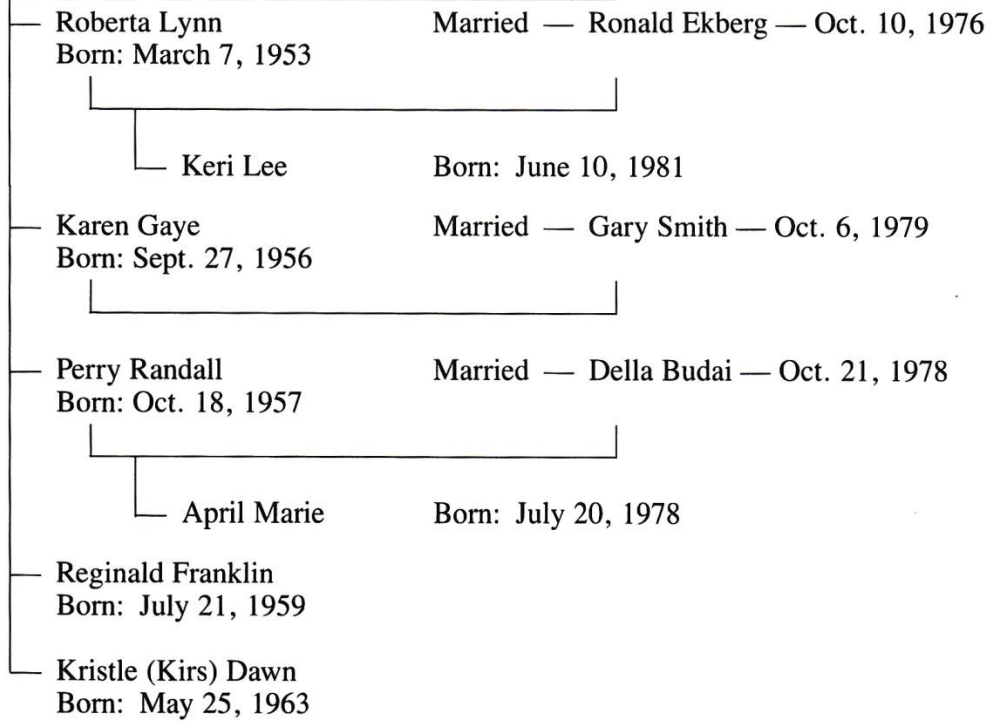 Roberta Lynn Married — Ronald Ekberg — Oct. 10, 1976
Born: March 7, 1953
Keri Lee Born: June 10, 1981
Karen Gaye Married — Gary Smith — Oct. 6, 1979
Born: Sept. 27, 1956
Perry Randall Married — Della Budai — Oct. 21, 1978
Born: Oct. 18, 1957
April Marie Born: July 20, 1978
Reginald Franklin
Born: July 21, 1959
Kristle (Kirs) Dawn
Born: May 25, 1963